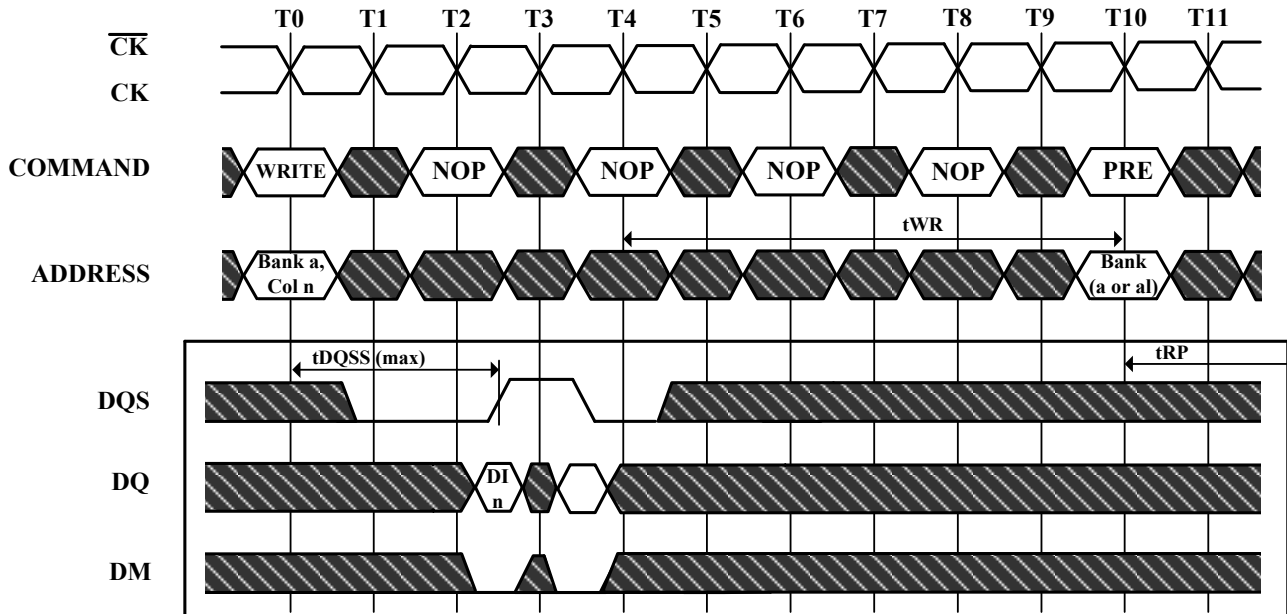 T0 T1 T2 T3 T4 T5 T6 T7 T8 T9 T10 T11
CK
CK
COMMAND
WRITE NOP NOP NOP NOP PRE
tWR
ADDRESS
Bank a,
Col n
Bank
(a or al)
tDQSS (max)
tRP
DQS
DQ
DI
n
DM